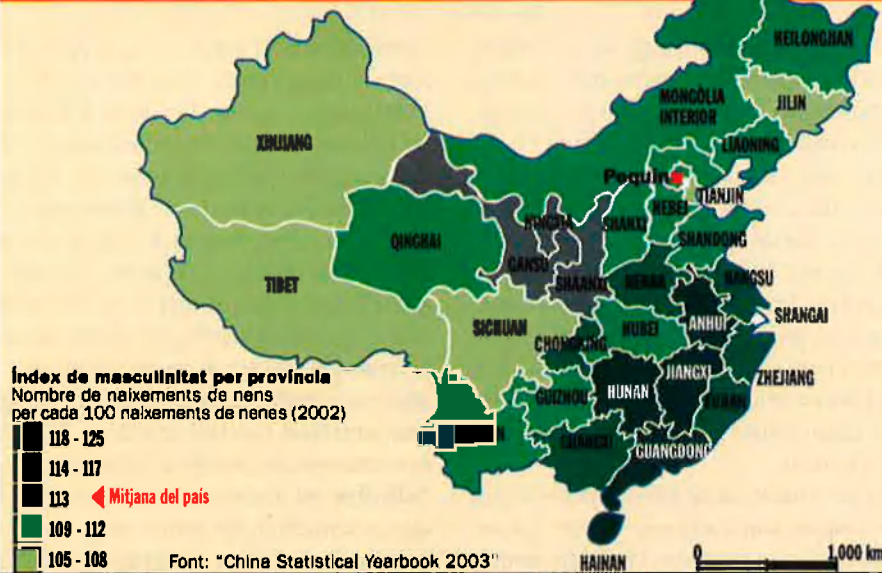 HEILONGJIAN
MONGÒLIA
INTERIOR
JILIN
XINJIANG
LIAONING
Pequín
TIANJIN
HEBEI
NINGXIA
SHANXI
QINGHAI
SHANDONG
GANSU
TIBET
SHAANXI
HENAN
SICHUAN
SHANGAI
ANHUI
HUBEI
CHONGKING
ZHEJIANG
JIANGXI
HUNAN
GUIZHOU
GUANGXI
GUANGDONG
HAINAN
Índex de masculinitat per província
Nombre de naixements de nens
per cada 100 naixements de nenes (2002)
118 - 125
114 - 117
113 Mitjana del país
109 - 112
105 - 108
Font: "China Statistical Yearbook 2003"
0 1,000 km